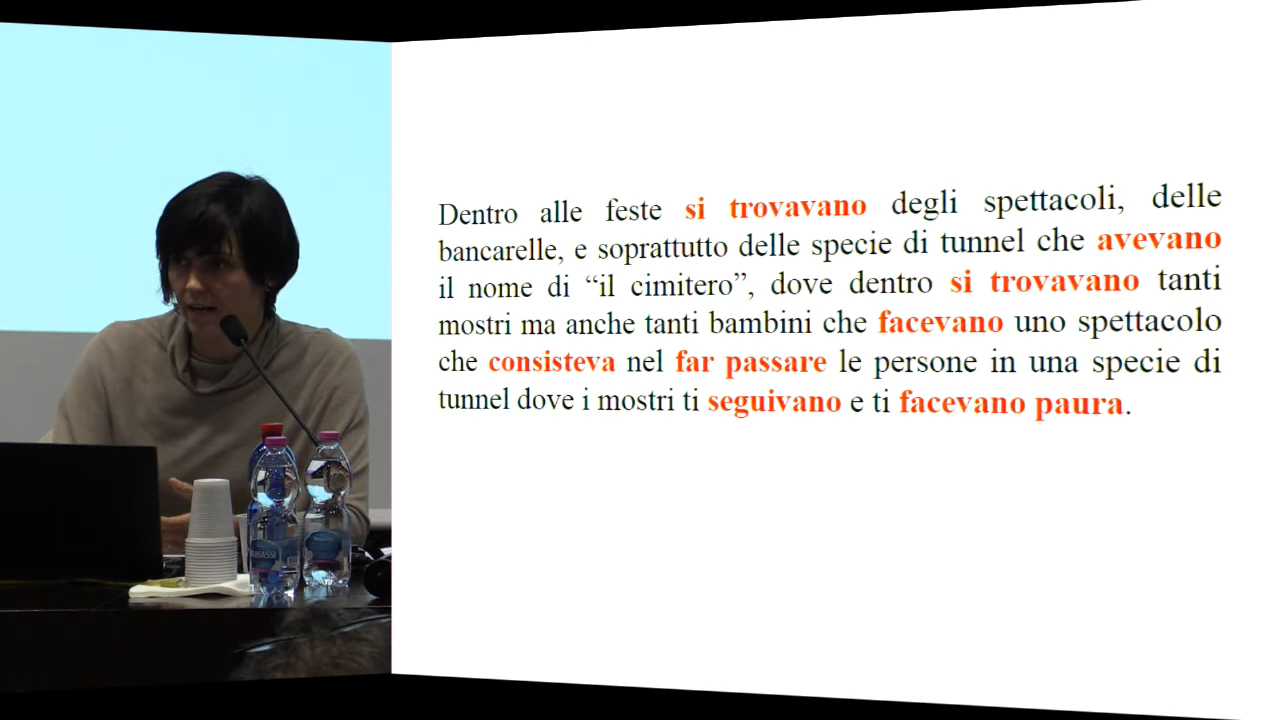 Dentro alle feste si trovavano degli spettacoli, delle
bancarelle, e soprattutto delle specie di tunnel che avevano
il nome di “il cimitero”, dove dentro si trovavano tanti
mostri ma anche tanti bambini che facevano uno spettacolo
che consisteva nel far passare le persone in una specie di
tunnel dove i mostri ti seguivano e ti facevano paura.